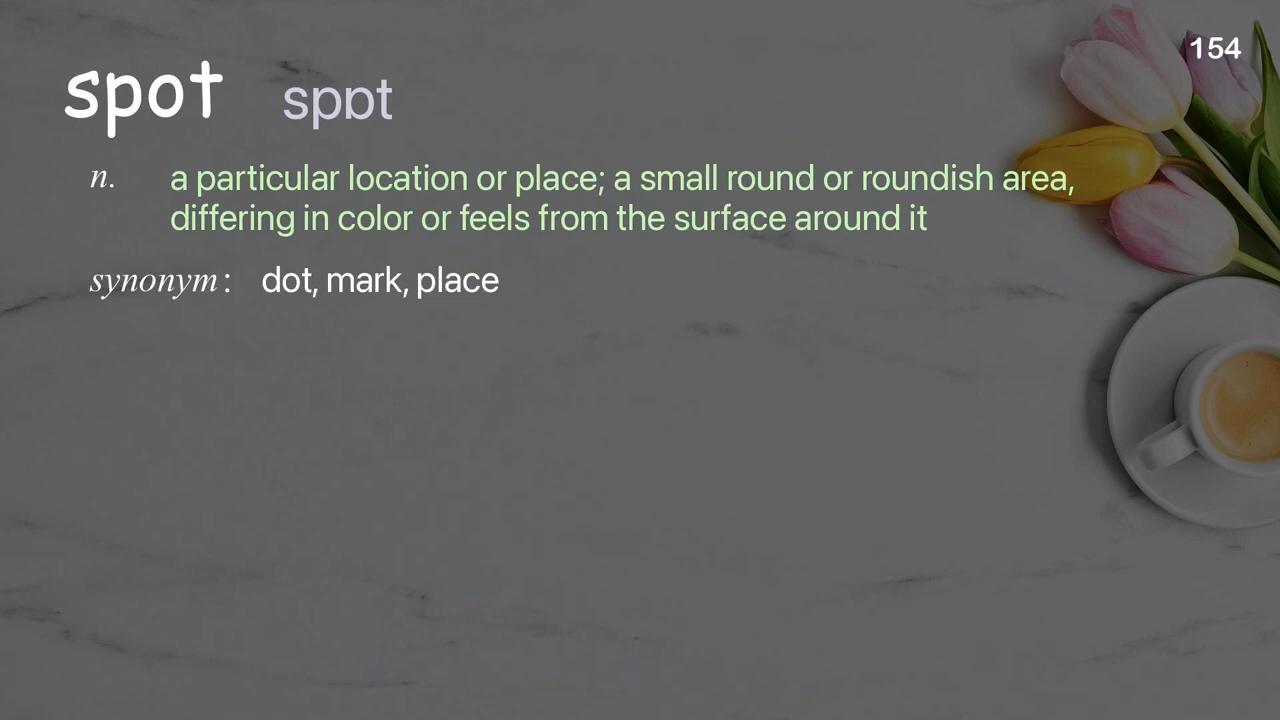 154
spot spɒt
n. a particular location or place; a small round or roundish area,
differing in color or feels from the surface around it
synonym: dot, mark, place